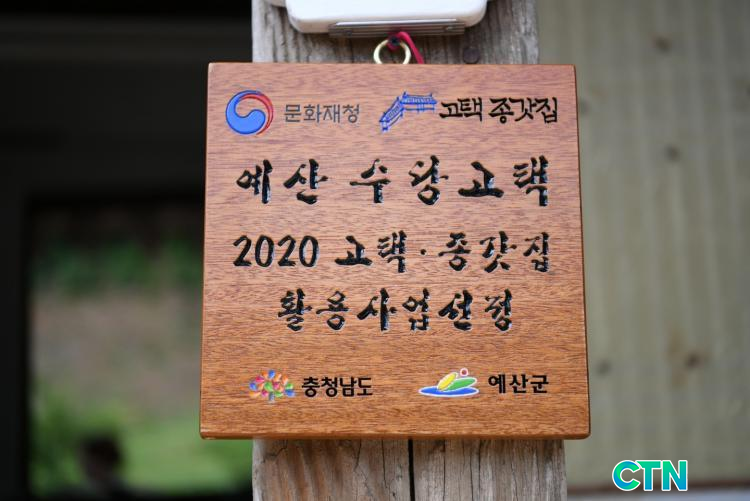 문화재청 고택 종갓집
예산 수당고택
2020 고택·종갓집
활용사업선정
충청남도 예산군
CTN